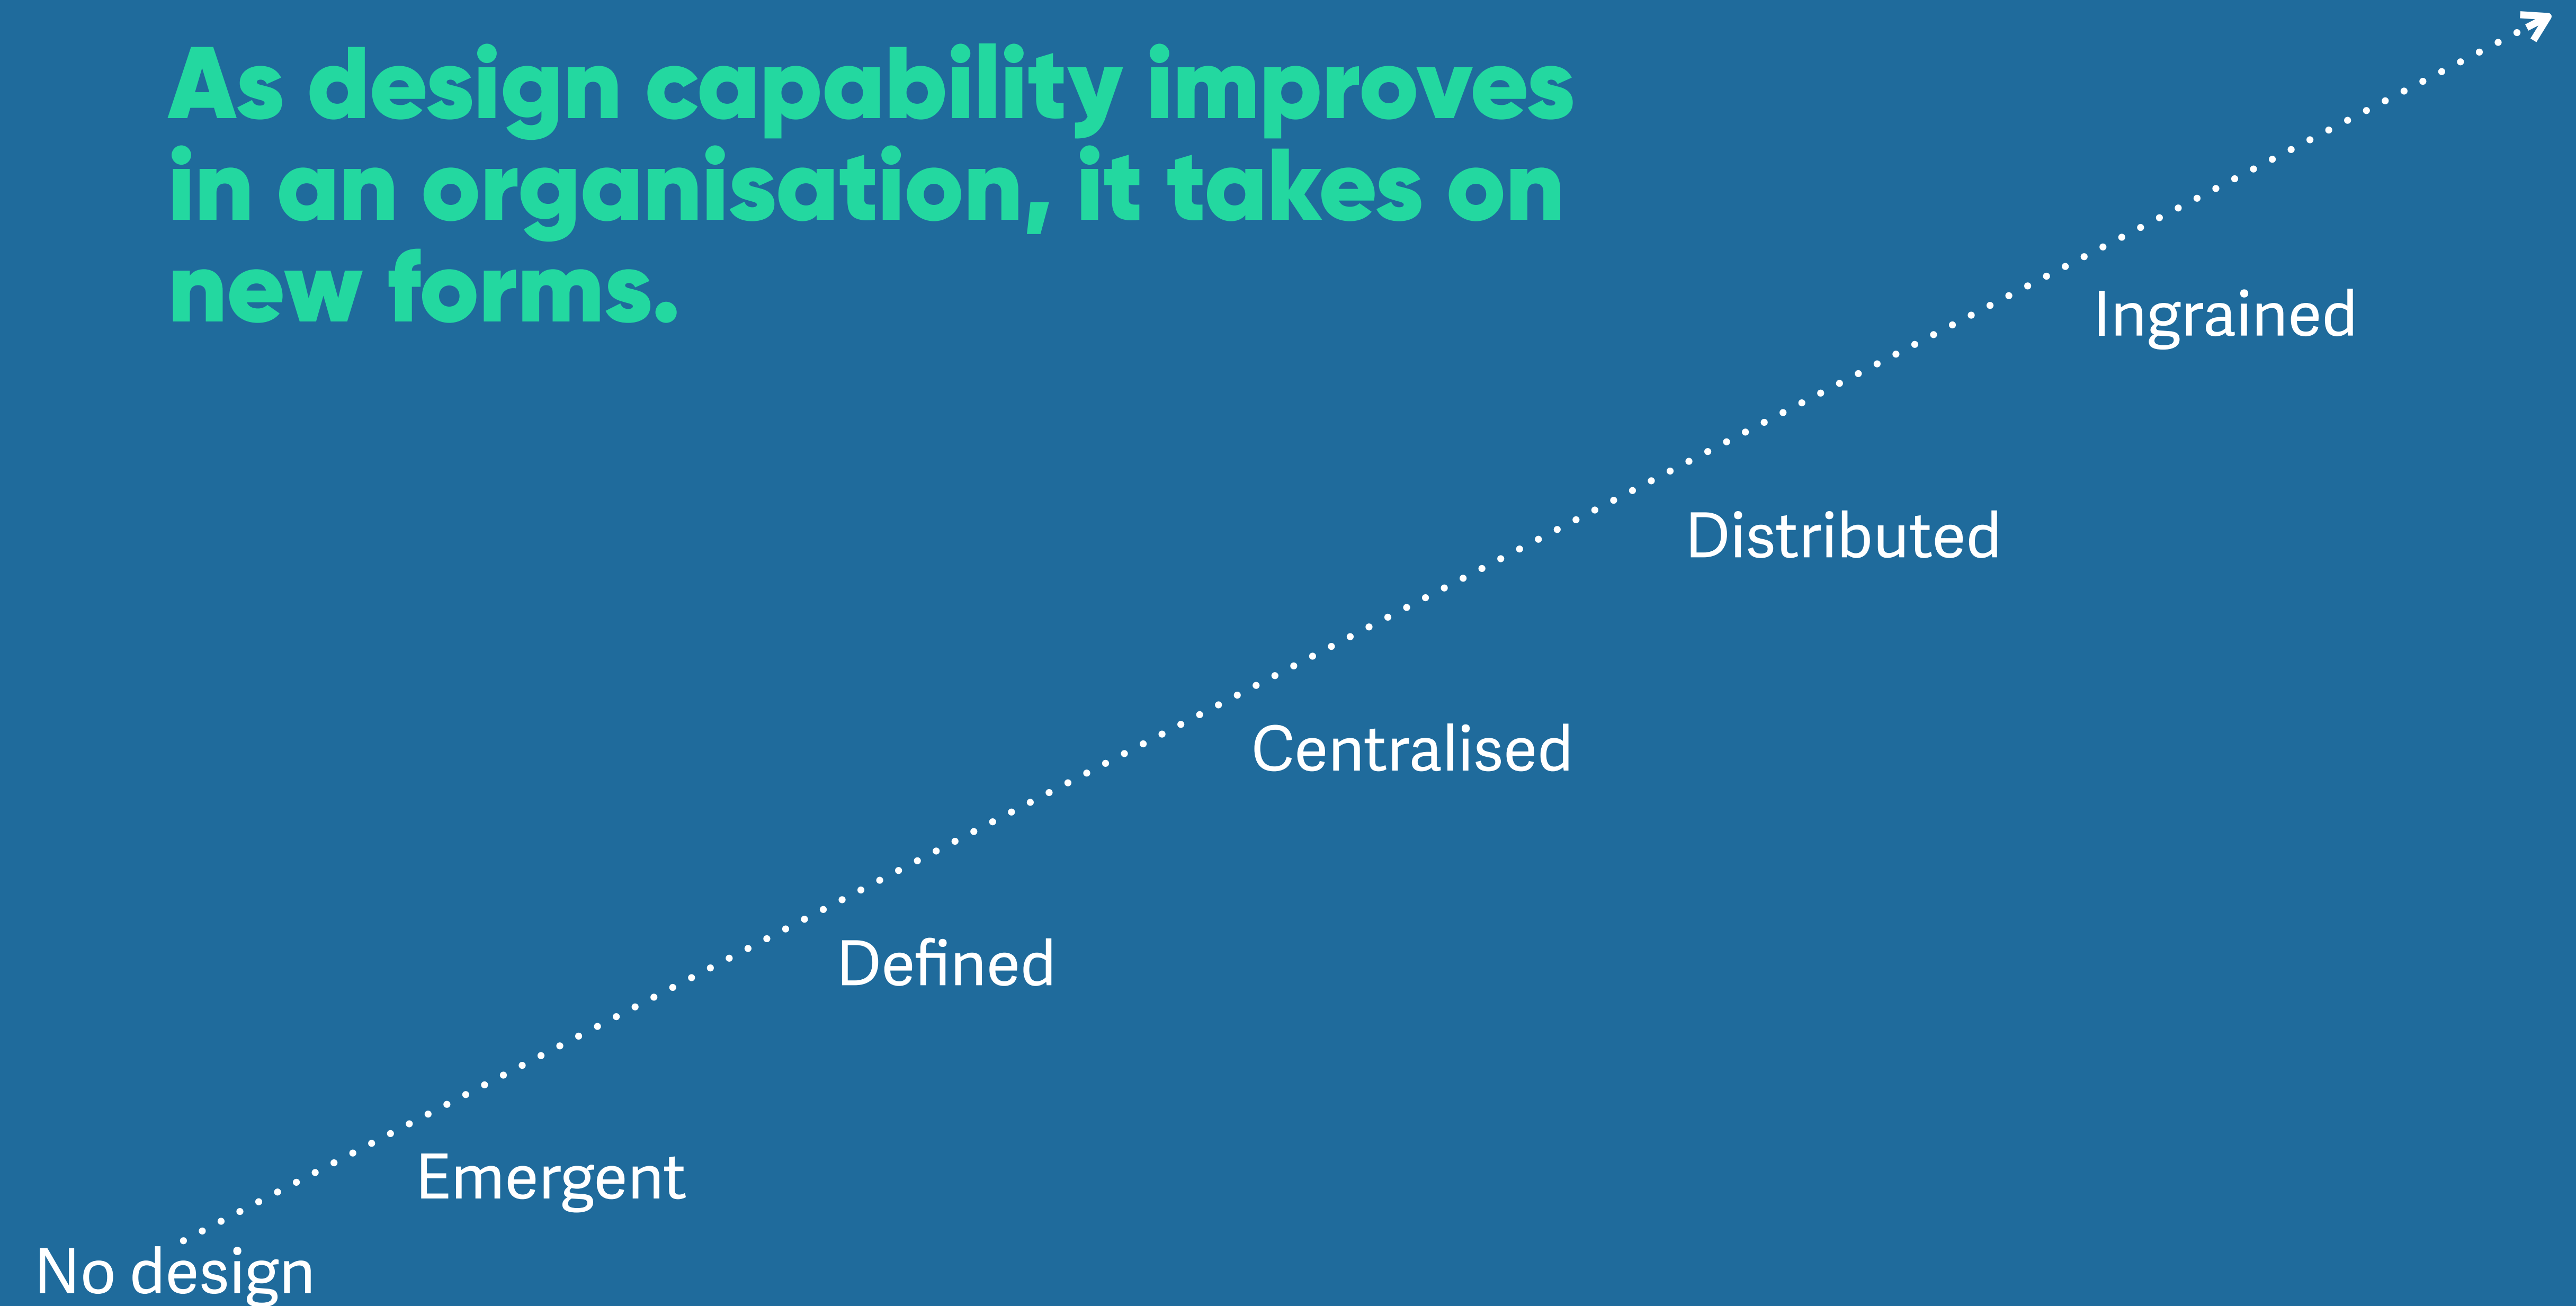 As design capability improves
in an organisation, it takes on
new forms.
Ingrained
Distributed
Centralised
Defined
Emergent
No design